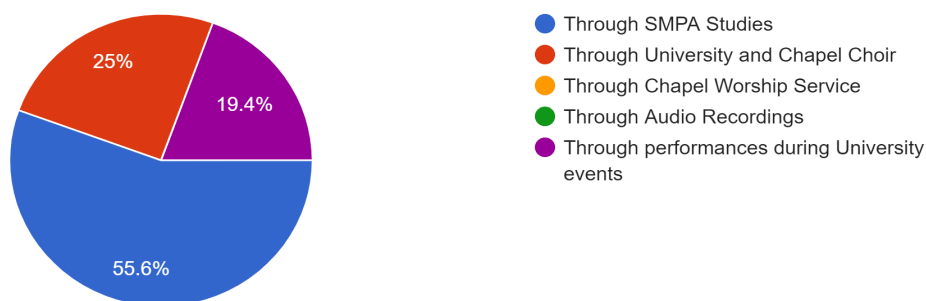 25%
19.4%
55.6%
Through SMPA Studies
Through University and Chapel Choir
Through Chapel Worship Service
Through Audio Recordings
Through performances during University
events